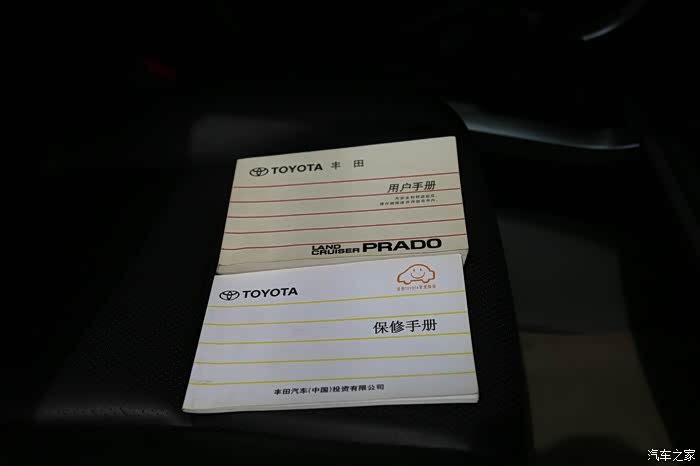 TOYOTA 丰 田
用户手册
LAND
CRUISER PRADO
TOYOTA
保修手册
丰田汽车(中国)投资有限公司
汽车之家